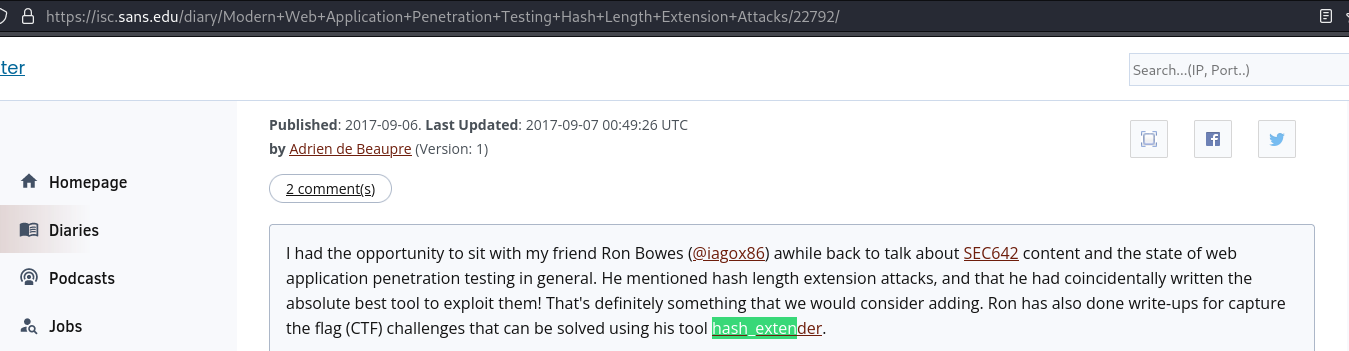 https://isc.sans.edu/diary/Modern+Web+Application+Penetration+Testing+Hash+Length+Extension+Attacks/22792/
ter
Search...(IP, Port..)
Published: 2017-09-06. Last Updated: 2017-09-07 00:49:26 UTC
by Adrien de Beaupre (Version: 1)
2 comment(s)
Homepage
Diaries
Podcasts
Jobs
I had the opportunity to sit with my friend Ron Bowes (@iagox86) awhile back to talk about SEC642 content and the state of web
application penetration testing in general. He mentioned hash length extension attacks, and that he had coincidentally written the
absolute best tool to exploit them! That's definitely something that we would consider adding. Ron has also done write-ups for capture
the flag (CTF) challenges that can be solved using his tool hash_extender.